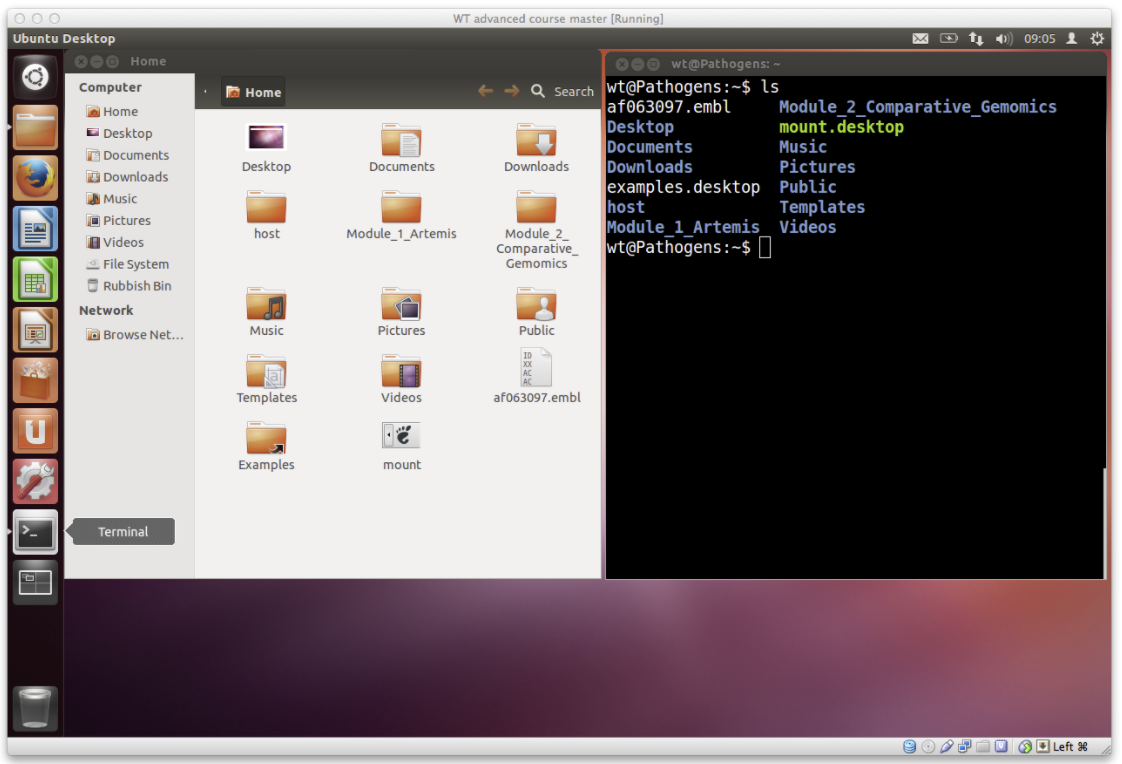 WT advanced course master [Running]
Ubuntu Desktop
09:05
Home
Computer
Home
Desktop
Documents
Downloads
Music
Pictures
Videos
File System
Rubbish Bin
Network
Browse Net...
Home
Search
Desktop
Documents
Downloads
host
Module_1_Artemis
Module_2_
Comparative_
Gemomics
Music
Pictures
Public
Templates
Videos
ID
XX
AC
AC
af063097.embl
Examples
mount
Terminal
wt@Pathogens: ~
wt@Pathogens:~$ ls
af063097.embl Module_2_Comparative_Gemomics
Desktop mount.desktop
Documents Music
Downloads Pictures
examples.desktop Public
host Templates
Module_1_Artemis Videos
wt@Pathogens:~$
Left ⌘